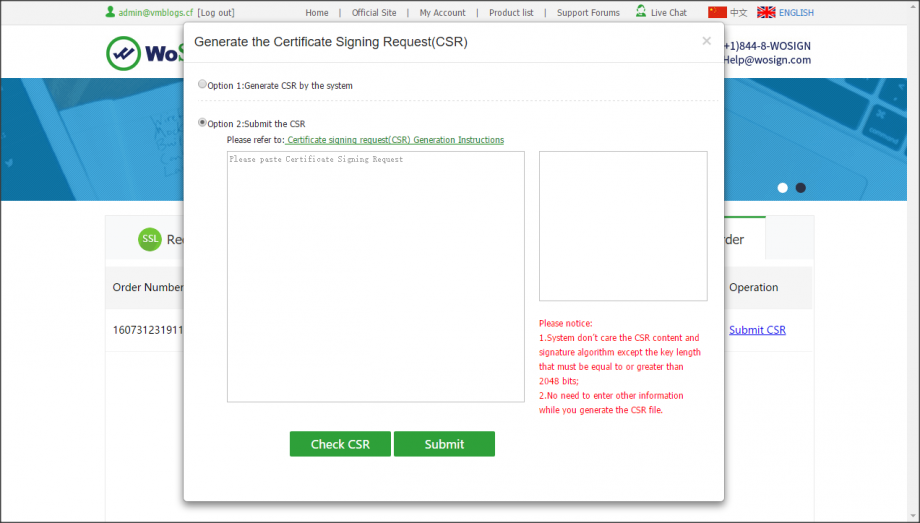 admin@vmblogs.cf [Log out] Home | Official Site | My Account | Product list | Support Forums | Live Chat 中文 ENGLISH
Generate the Certificate Signing Request(CSR)
×
WoS
+1)844-8-WOSIGN
Help@wosign.com
Option 1:Generate CSR by the system
Option 2:Submit the CSR
Please refer to: Certificate signing request(CSR) Generation Instructions
Please paste Certificate Signing Request
SSL Re
der
Order Number
Operation
160731231911
Submit CSR
Please notice:
1.System don't care the CSR content and
signature algorithm except the key length
that must be equal to or greater than
2048 bits;
2.No need to enter other information
while you generate the CSR file.
Check CSR
Submit